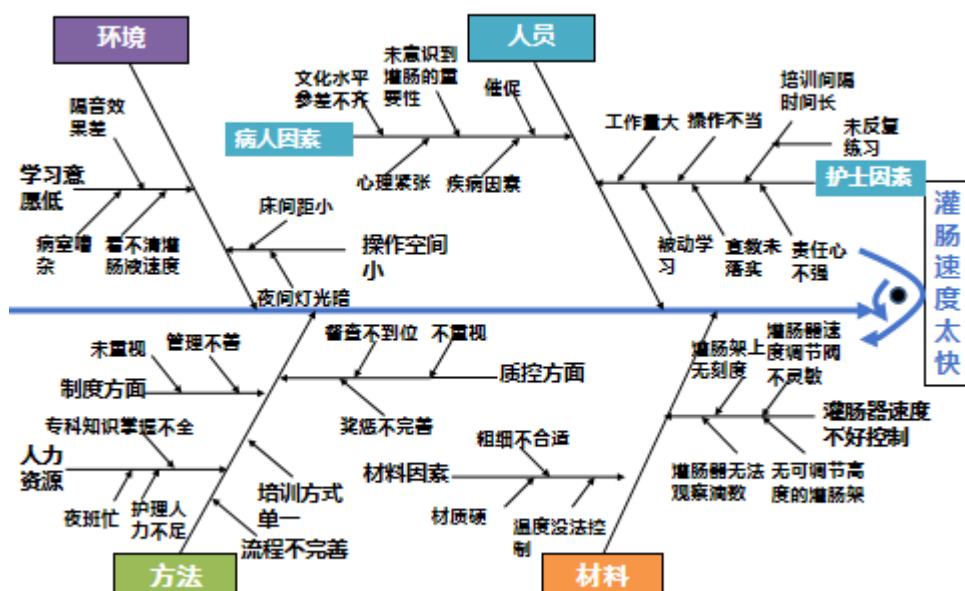 环境
人员
隔音效
果差
学习意
愿低
病室嘈
杂
看不清灌
肠液速度
床间距小
操作空间
小
夜间灯光暗
病人因素
文化水平
参差不齐
未意识到
灌肠的重
要性
催促
心理紧张
疾病因素
工作量大
操作不当
培训间隔
时间长
未反复
练习
护士因素
被动学
习
宣教未
落实
责任心
不强
灌
肠
速
度
太
快
未重视
管理不善
制度方面
专科知识掌握不全
人力
资源
夜班忙
护理人
力不足
培训方式
单一
流程不完善
督查不到位
不重视
质控方面
奖惩不完善
粗细不合适
材料因素
材质硬
温度没法控
制
灌肠架上
无刻度
灌肠器速
度调节阀
不灵敏
灌肠器速度
不好控制
灌肠器无法
观察滴数
无可调节高
度的灌肠架
方法
材料